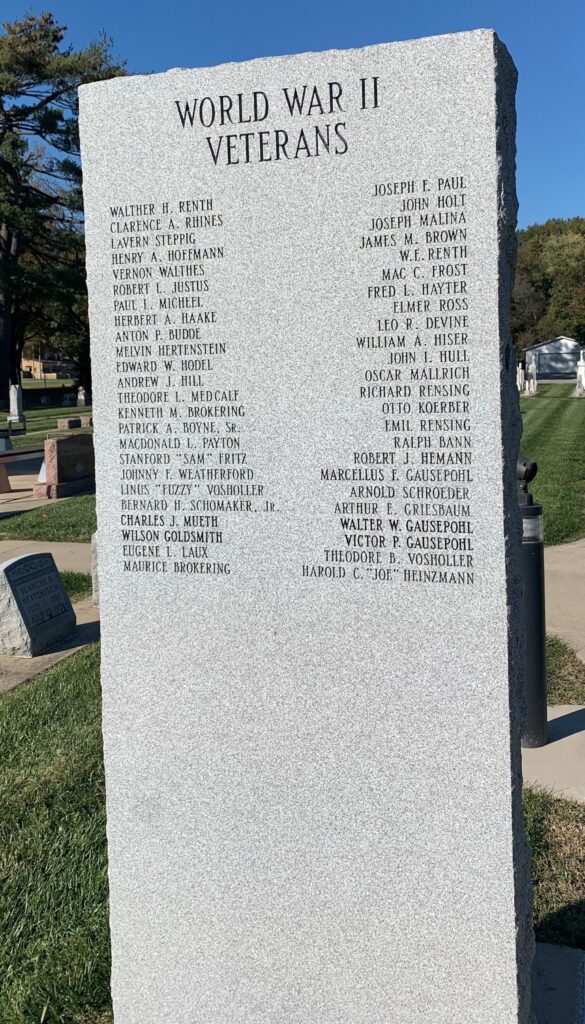 WORLD WAR II
VETERANS
WALTHER H. RENTH
CLARENCE A. RHINES
LAVERN STEPPIG
HENRY A. HOFFMANN
VERNON WALTHES
ROBERT L. JUSTUS
PAUL L. MICHEEL
HERBERT A. HAAKE
ANTON P. BUDDE
MELVIN HERTENSTEIN
EDWARD W. HODEL
ANDREW J. HILL
THEODORE L. MEDCALF
KENNETH M. BROKERING
PATRICK A. BOYNE, SR.
MACDONALD L. PAYTON
STANFORD "SAM" FRITZ
JOHNNY F. WEATHERFORD
LINUS "FUZZY" VOSHOLLER
BERNARD H. SCHOMAKER, JR.
CHARLES J. MUETH
WILSON GOLDSMITH
EUGENE L. LAUX
MAURICE BROKERING
JOSEPH F. PAUL
JOHN HOLT
JOSEPH MALINA
JAMES M. BROWN
W.E. RENTH
MAC C. FROST
FRED L. HAYTER
ELMER ROSS
LEO R. DEVINE
WILLIAM A. HISER
JOHN I. HULL
OSCAR MALLRICH
RICHARD RENSING
OTTO KOERBER
EMIL RENSING
RALPH BANN
ROBERT J. HEMANN
MARCELLUS F. GAUSEPOHL
ARNOLD SCHROEDER
ARTHUR E. GRIESBAUM
WALTER W. GAUSEPOHL
VICTOR P. GAUSEPOHL
THEODORE B. VOSHOLLER
HAROLD C. "JOE" HEINZMANN